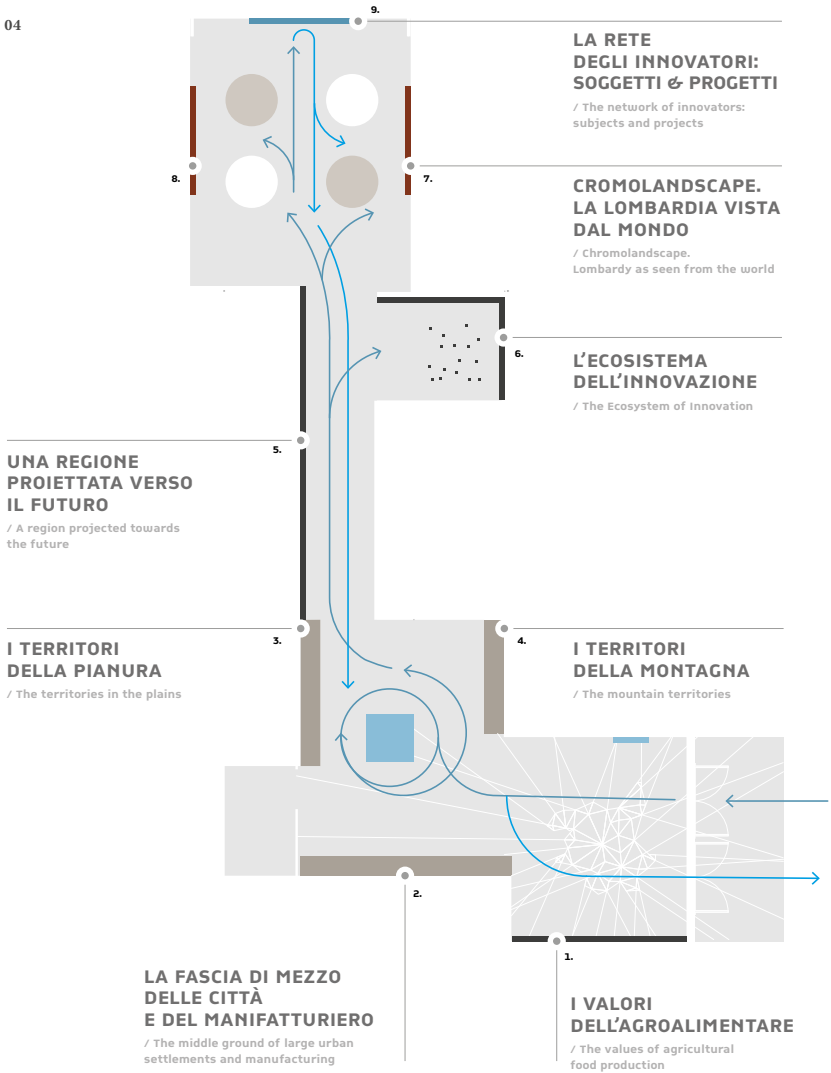 04
9.
LA RETE
DEGLI INNOVATORI:
SOGGETTI & PROGETTI
/ The network of innovators:
subjects and projects
8.
7.
CROMOLANDSCAPE.
LA LOMBARDIA VISTA
DAL MONDO
/ Chromolandscape.
Lombardy as seen from the world
6.
L'ECOSISTEMA
DELL'INNOVAZIONE
/ The Ecosystem of Innovation
5.
UNA REGIONE
PROIETTATA VERSO
IL FUTURO
/ A region projected towards
the future
3.
I TERRITORI
DELLA PIANURA
/ The territories in the plains
4.
I TERRITORI
DELLA MONTAGNA
/ The mountain territories
2.
LA FASCIA DI MEZZO
DELLE CITTÀ
E DEL MANIFATTURIERO
/ The middle ground of large urban
settlements and manufacturing
1.
I VALORI
DELL'AGROALIMENTARE
/ The values of agricultural
food production